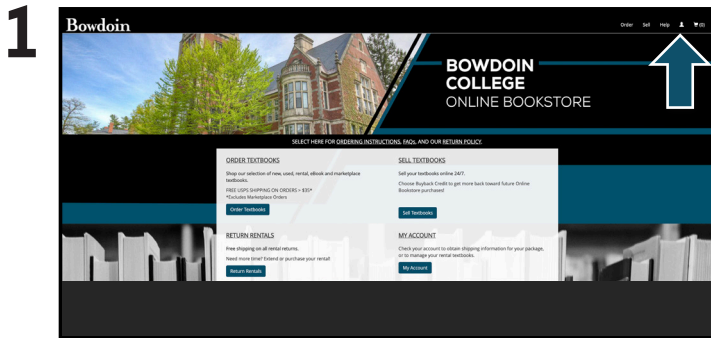 1
Bowdoin
Order Sell Help (0)
BOWDOIN
COLLEGE
ONLINE BOOKSTORE
SELECT HERE FOR ORDERING INSTRUCTIONS, FAQs, AND OUR RETURN POLICY.
ORDER TEXTBOOKS
Shop our selection of new, used, rental, eBook and marketplace
textbooks.
FREE USPS SHIPPING ON ORDERS > $35*
*Excludes Marketplace Orders
Order Textbooks
SELL TEXTBOOKS
Sell your textbooks online 24/7.
Choose Buyback Credit to get more back toward future Online
Bookstore purchases!
Sell Textbooks
RETURN RENTALS
Free shipping on all rental returns.
Need more time? Extend or purchase your rental!
Return Rentals
MY ACCOUNT
Check your account to obtain shipping information for your package,
or to manage your rental textbooks.
My Account